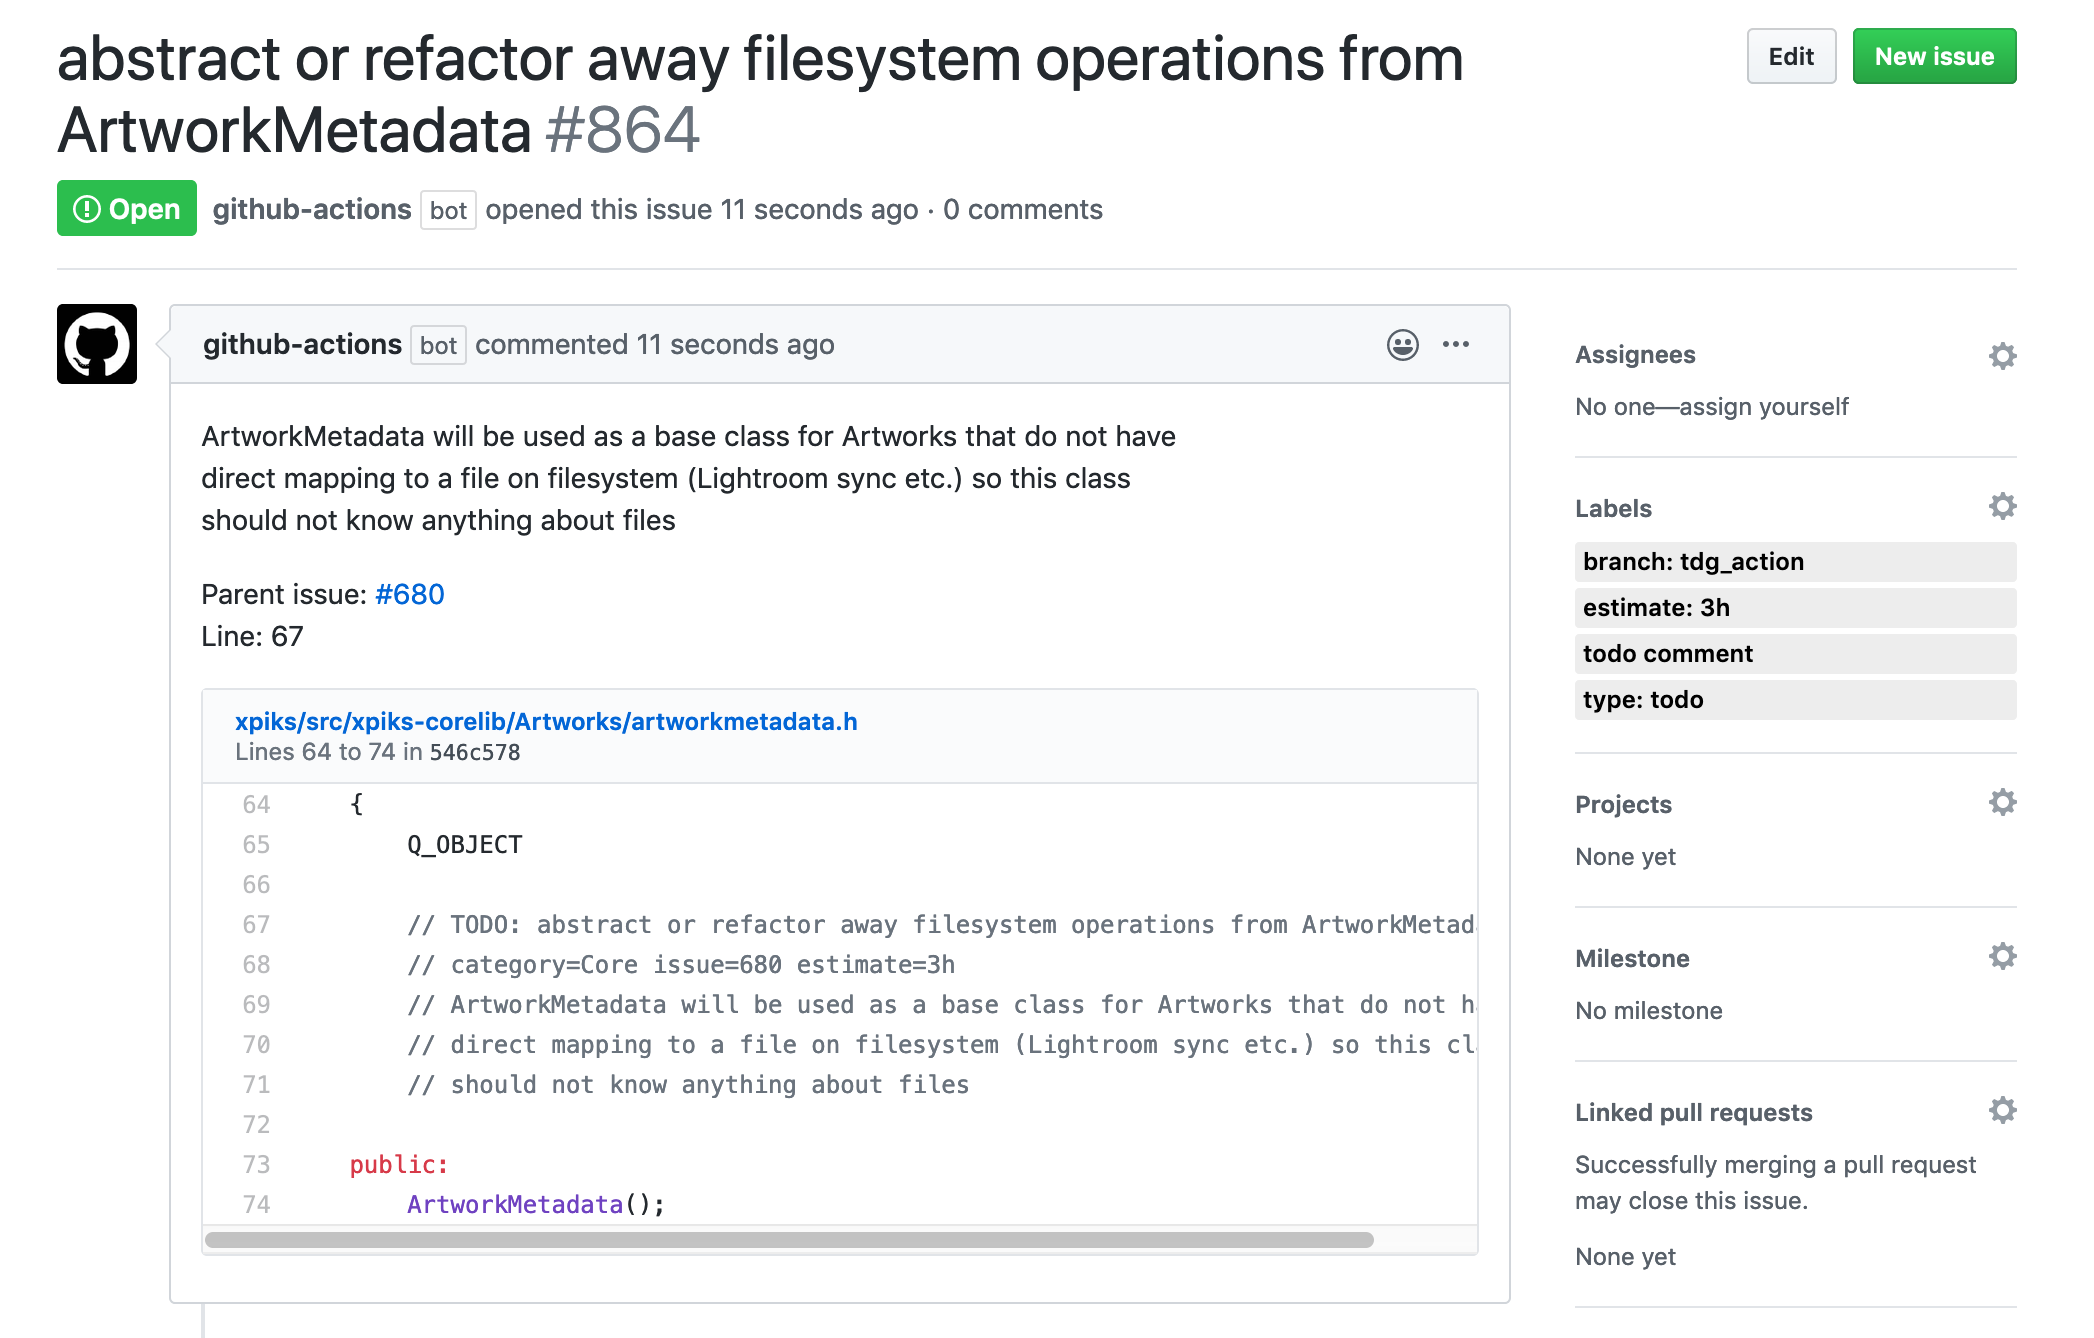 abstract or refactor away filesystem operations from
ArtworkMetadata #864
Edit
New issue
Open
github-actions bot opened this issue 11 seconds ago · 0 comments
github-actions bot commented 11 seconds ago
ArtworkMetadata will be used as a base class for Artworks that do not have
direct mapping to a file on filesystem (Lightroom sync etc.) so this class
should not know anything about files
Parent issue: #680
Line: 67
xpiks/src/xpiks-corelib/Artworks/artworkmetadata.h
Lines 64 to 74 in 546c578
64 {
65 Q_OBJECT
66
67 // TODO: abstract or refactor away filesystem operations from
68 // category=Core issue=680 estimate=3h
69 // ArtworkMetadata will be used as a base class for Artworks that do not
70 // direct mapping to a file on filesystem (Lightroom sync etc.) so this
71 // should not know anything about files
72
73 public:
74 ArtworkMetadata();
Assignees
No one—assign yourself
Labels
branch: tdg_action
estimate: 3h
todo comment
type: todo
Projects
None yet
Milestone
No milestone
Linked pull requests
Successfully merging a pull request
may close this issue.
None yet